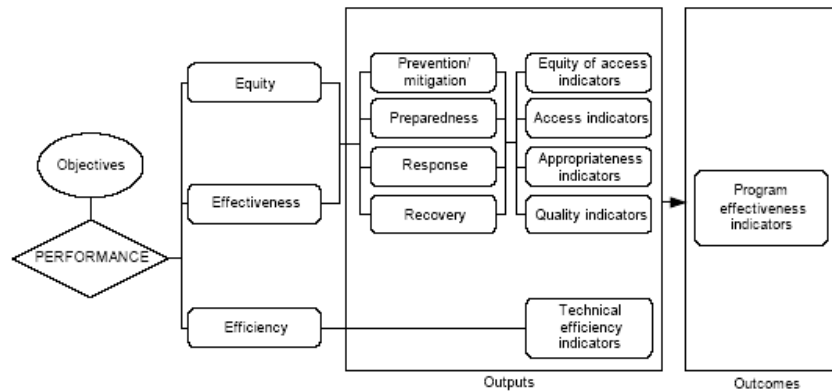 Objectives
PERFORMANCE
Equity
Effectiveness
Efficiency
Prevention/
mitigation
Preparedness
Response
Recovery
Equity of access
indicators
Access indicators
Appropriateness
indicators
Quality indicators
Technical
efficiency
indicators
Outputs
Program
effectiveness
indicators
Outcomes